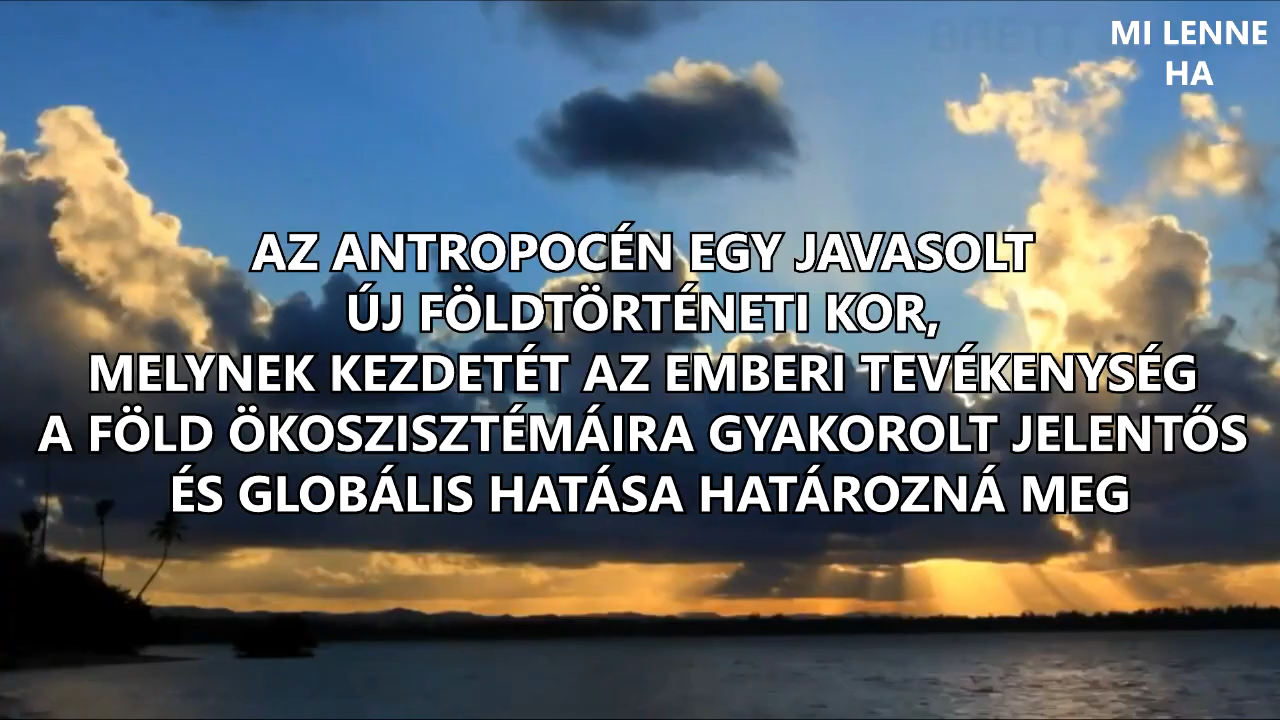 MI LENNE
HA
AZ ANTROPOCÉN EGY JAVASOLT
ÚJ FÖLDTÖRTÉNETI KOR,
MELYNEK KEZDETÉT AZ EMBERI TEVÉKENYSÉG
A FÖLD ÖKOSZISZTÉMÁIRA GYAKOROLT JELENTŐS
ÉS GLOBÁLIS HATÁSA HATÁROZNÁ MEG